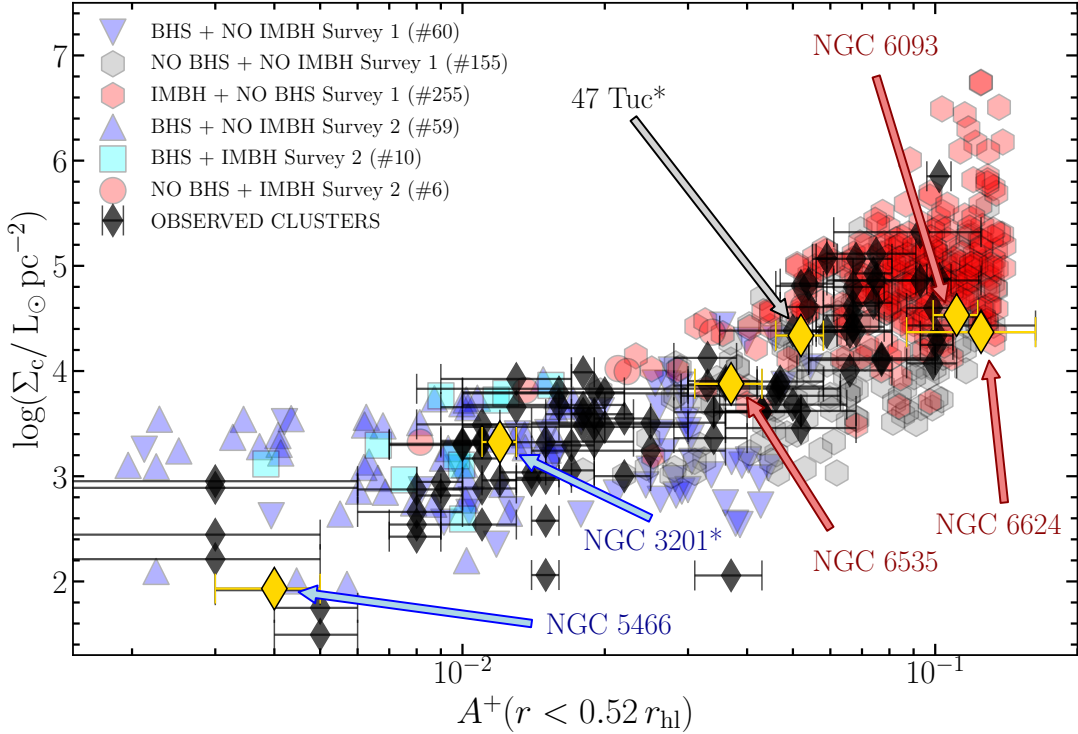 BHS + NO IMBH Survey 1 (#60)
NO BHS + NO IMBH Survey 1 (#155)
IMBH + NO BHS Survey 1 (#255)
BHS + NO IMBH Survey 2 (#59)
BHS + IMBH Survey 2 (#10)
NO BHS + IMBH Survey 2 (#6)
OBSERVED CLUSTERS
NGC 6093
47 Tuc*
NGC 3201*
NGC 6624
NGC 6535
NGC 5466
7
6
5
4
3
2
log(Σc/ L⊙ pc⁻²)
10⁻²
10⁻¹
A⁺(r < 0.52 rhl)